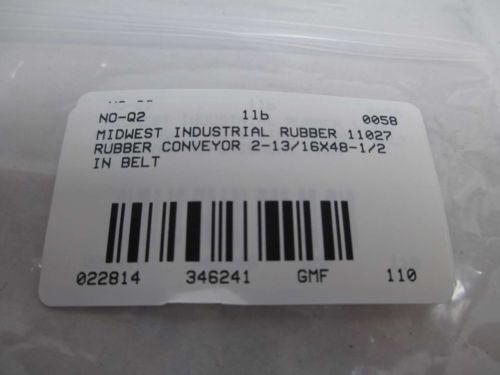 NO-Q2 11b 0058
MIDWEST INDUSTRIAL RUBBER 11027
RUBBER CONVEYOR 2-13/16X48-1/2
IN BELT
022814 346241 GMF 110